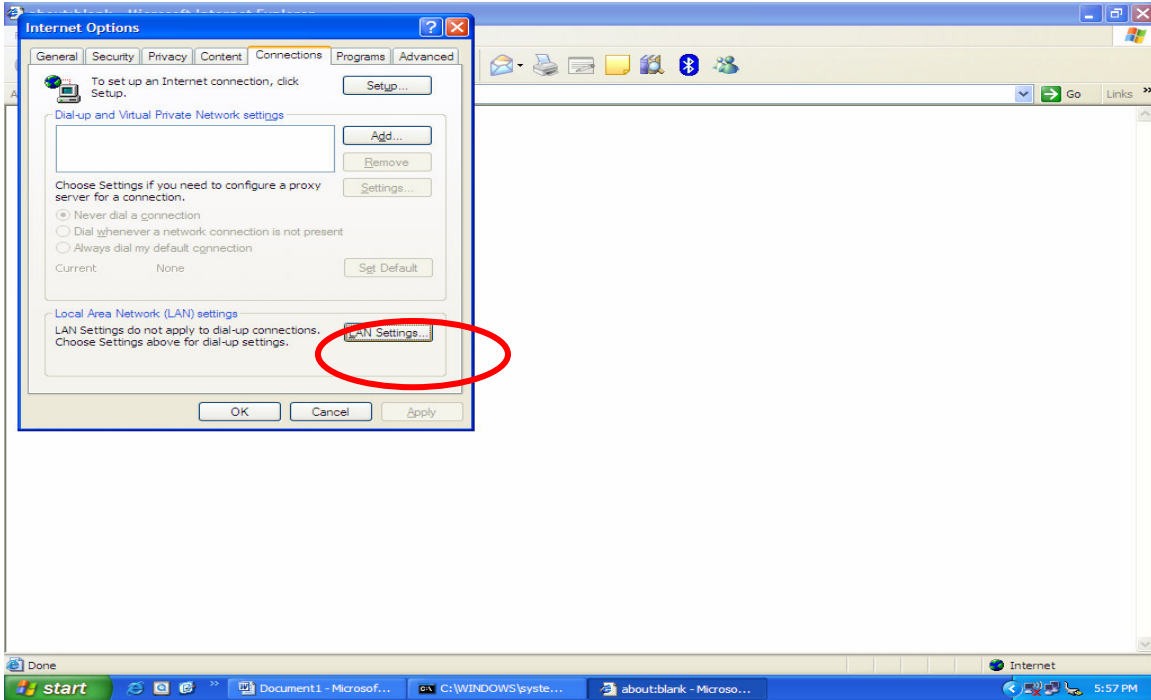 about:blank - Microsoft Internet Explorer
Internet Options
General Security Privacy Content Connections Programs Advanced
To set up an Internet connection, click
Setup.
Setup...
Dial-up and Virtual Private Network settings
Add...
Remove
Choose Settings if you need to configure a proxy
server for a connection.
Settings...
Never dial a connection
Dial whenever a network connection is not present
Always dial my default connection
Current None
Set Default
Local Area Network (LAN) settings
LAN Settings do not apply to dial-up connections.
Choose Settings above for dial-up settings.
LAN Settings...
OK Cancel Apply
Go Links »
Done Internet
start » Document1 - Microsof... C:\WINDOWS\syste... about:blank - Microso... 5:57 PM